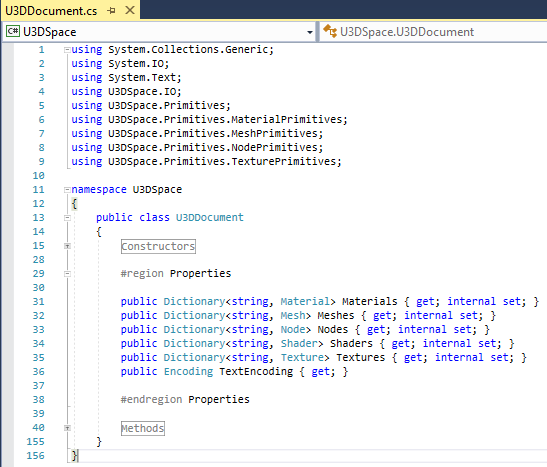 U3DDocument.cs
C# U3DSpace
U3DSpace.U3DDocument
1 using System.Collections.Generic;
2 using System.IO;
3 using System.Text;
4 using U3DSpace.IO;
5 using U3DSpace.Primitives;
6 using U3DSpace.Primitives.MaterialPrimitives;
7 using U3DSpace.Primitives.MeshPrimitives;
8 using U3DSpace.Primitives.NodePrimitives;
9 using U3DSpace.Primitives.TexturePrimitives;
10
11 namespace U3DSpace
12 {
13 public class U3DDocument
14 {
15 Constructors
28
29 #region Properties
30
31 public Dictionary<string, Material> Materials { get; internal set; }
32 public Dictionary<string, Mesh> Meshes { get; internal set; }
33 public Dictionary<string, Node> Nodes { get; internal set; }
34 public Dictionary<string, Shader> Shaders { get; internal set; }
35 public Dictionary<string, Texture> Textures { get; internal set; }
36 public Encoding TextEncoding { get; }
37
38 #endregion Properties
39
40 Methods
155 }
156 }